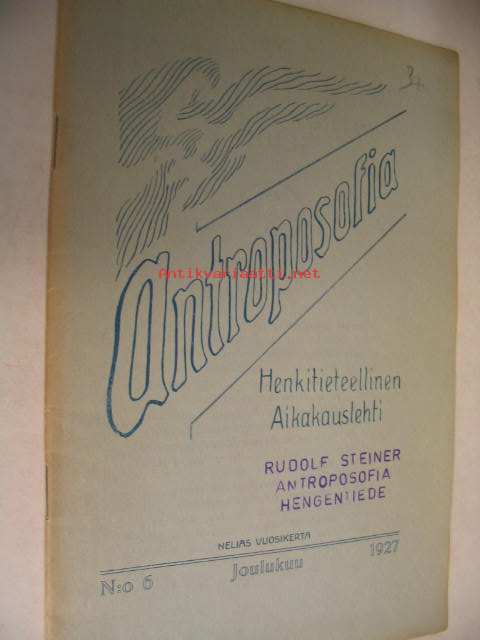 3,-
Antroposofia
Antikvariaatti.net
Henkitieteellinen
Aikakauslehti
RUDOLF STEINER
ANTROPOSOFIA
HENGENTIEDE
NELJÄS VUOSIKERTA
N:o 6 Joulukuu 1927